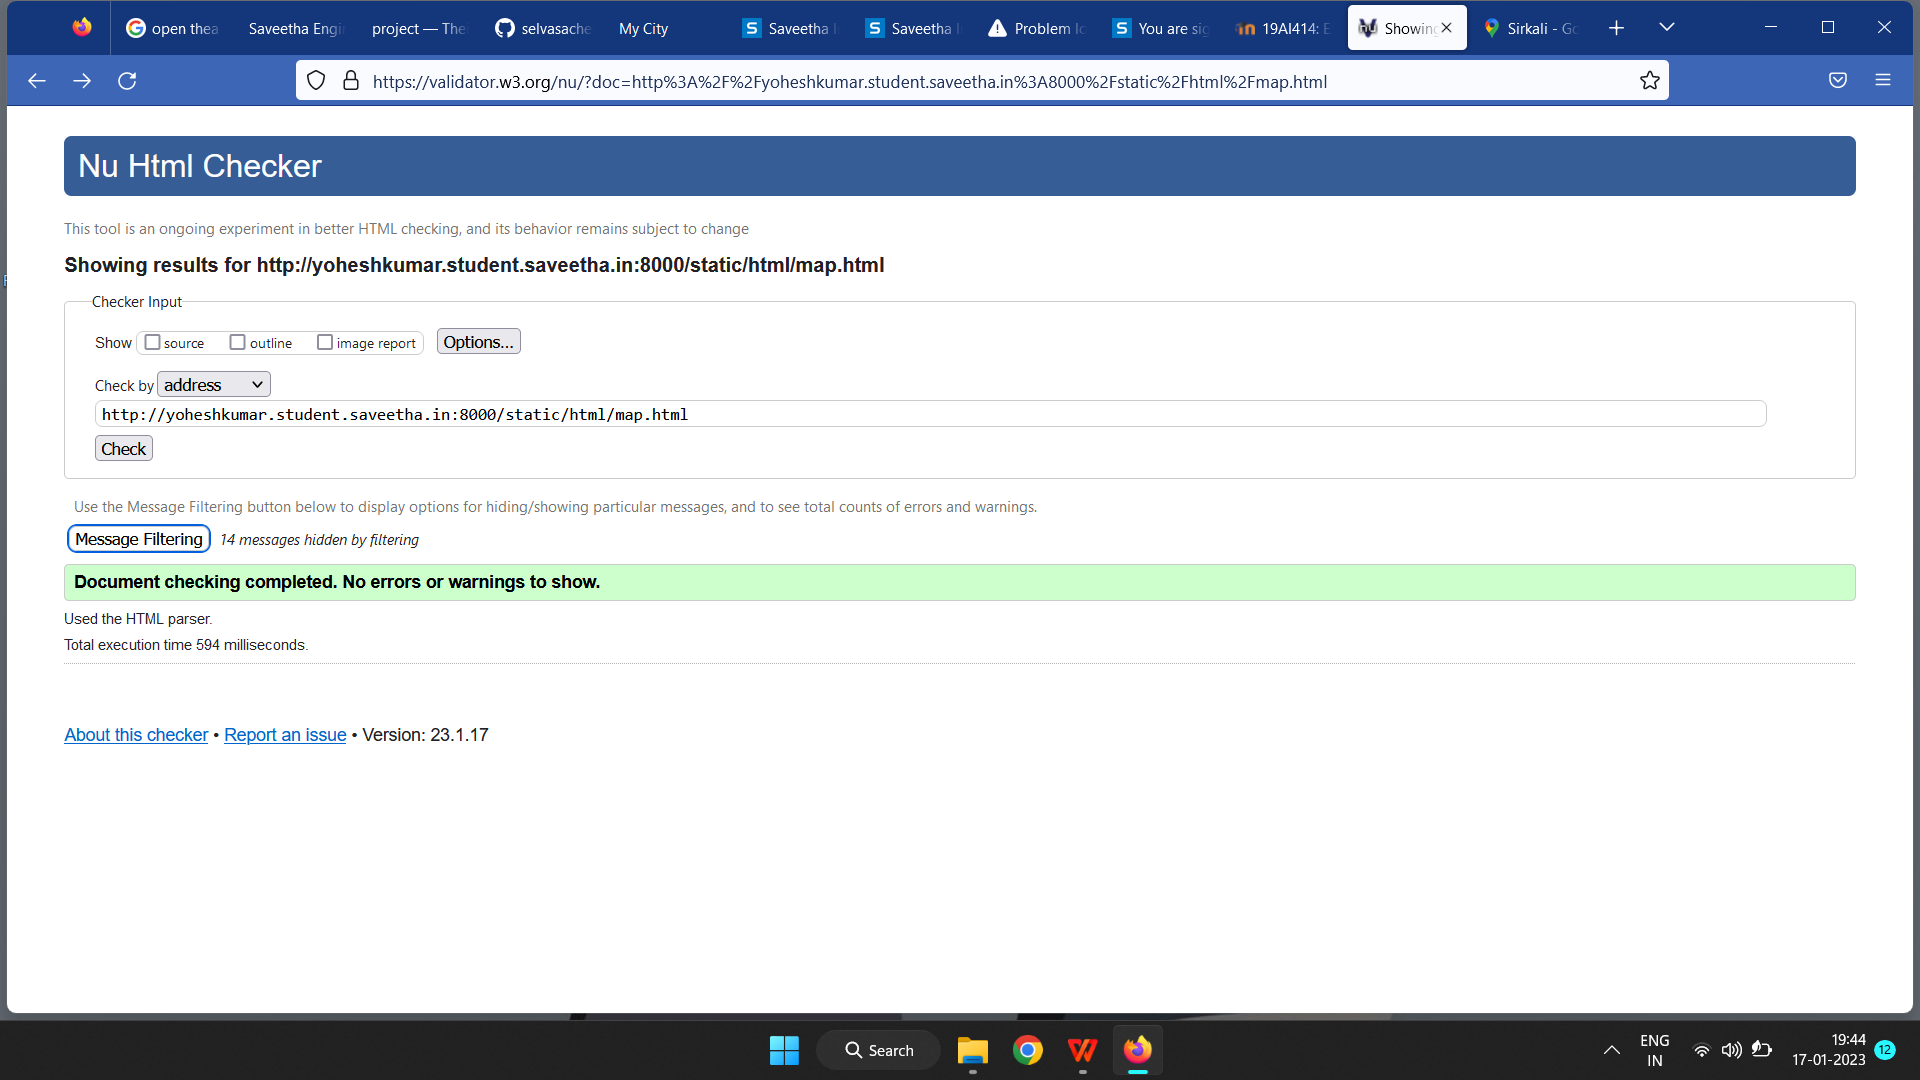 open thea
Saveetha Engi
project — The
selvasache
My City
Saveetha
Saveetha
Problem lo
You are sig
19AI414: E
Showing
Sirkali - Go
https://validator.w3.org/nu/?doc=http%3A%2F%2Fyoheshkumar.student.saveetha.in%3A8000%2Fstatic%2Fhtml%2Fmap.html
Nu Html Checker
This tool is an ongoing experiment in better HTML checking, and its behavior remains subject to change
Showing results for http://yoheshkumar.student.saveetha.in:8000/static/html/map.html
Checker Input
Show source outline image report Options...
Check by address
http://yoheshkumar.student.saveetha.in:8000/static/html/map.html
Check
Use the Message Filtering button below to display options for hiding/showing particular messages, and to see total counts of errors and warnings.
Message Filtering 14 messages hidden by filtering
Document checking completed. No errors or warnings to show.
Used the HTML parser.
Total execution time 594 milliseconds.
About this checker • Report an issue • Version: 23.1.17
Search
ENG
IN
19:44
17-01-2023
12